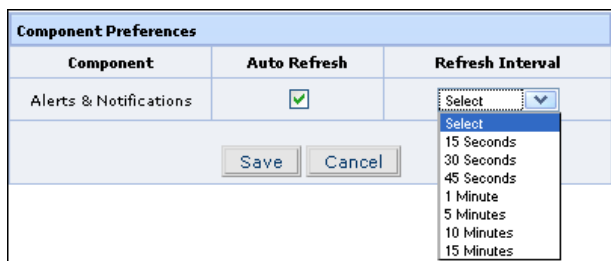 Component Preferences
Component Auto Refresh Refresh Interval
Alerts & Notifications Select
Select
15 Seconds
30 Seconds
45 Seconds
1 Minute
5 Minutes
10 Minutes
15 Minutes
Save Cancel